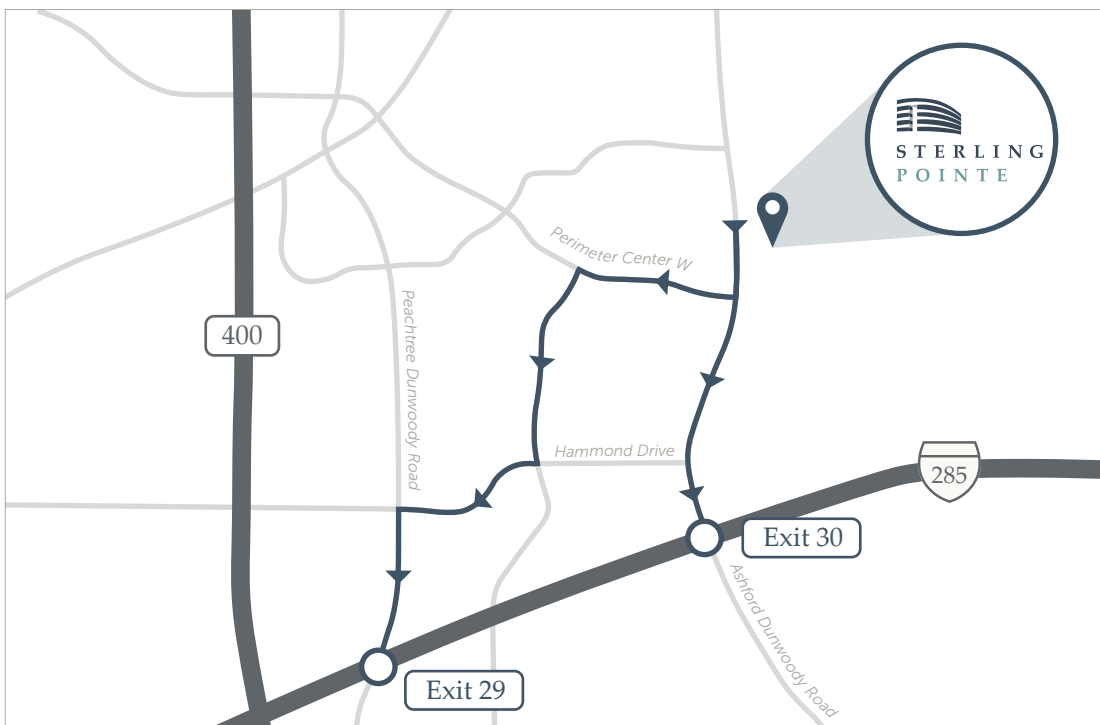 STERLING
POINTE
Perimeter Center W
Peachtree Dunwoody Road
400
Hammond Drive
285
Exit 30
Ashford Dunwoody Road
Exit 29